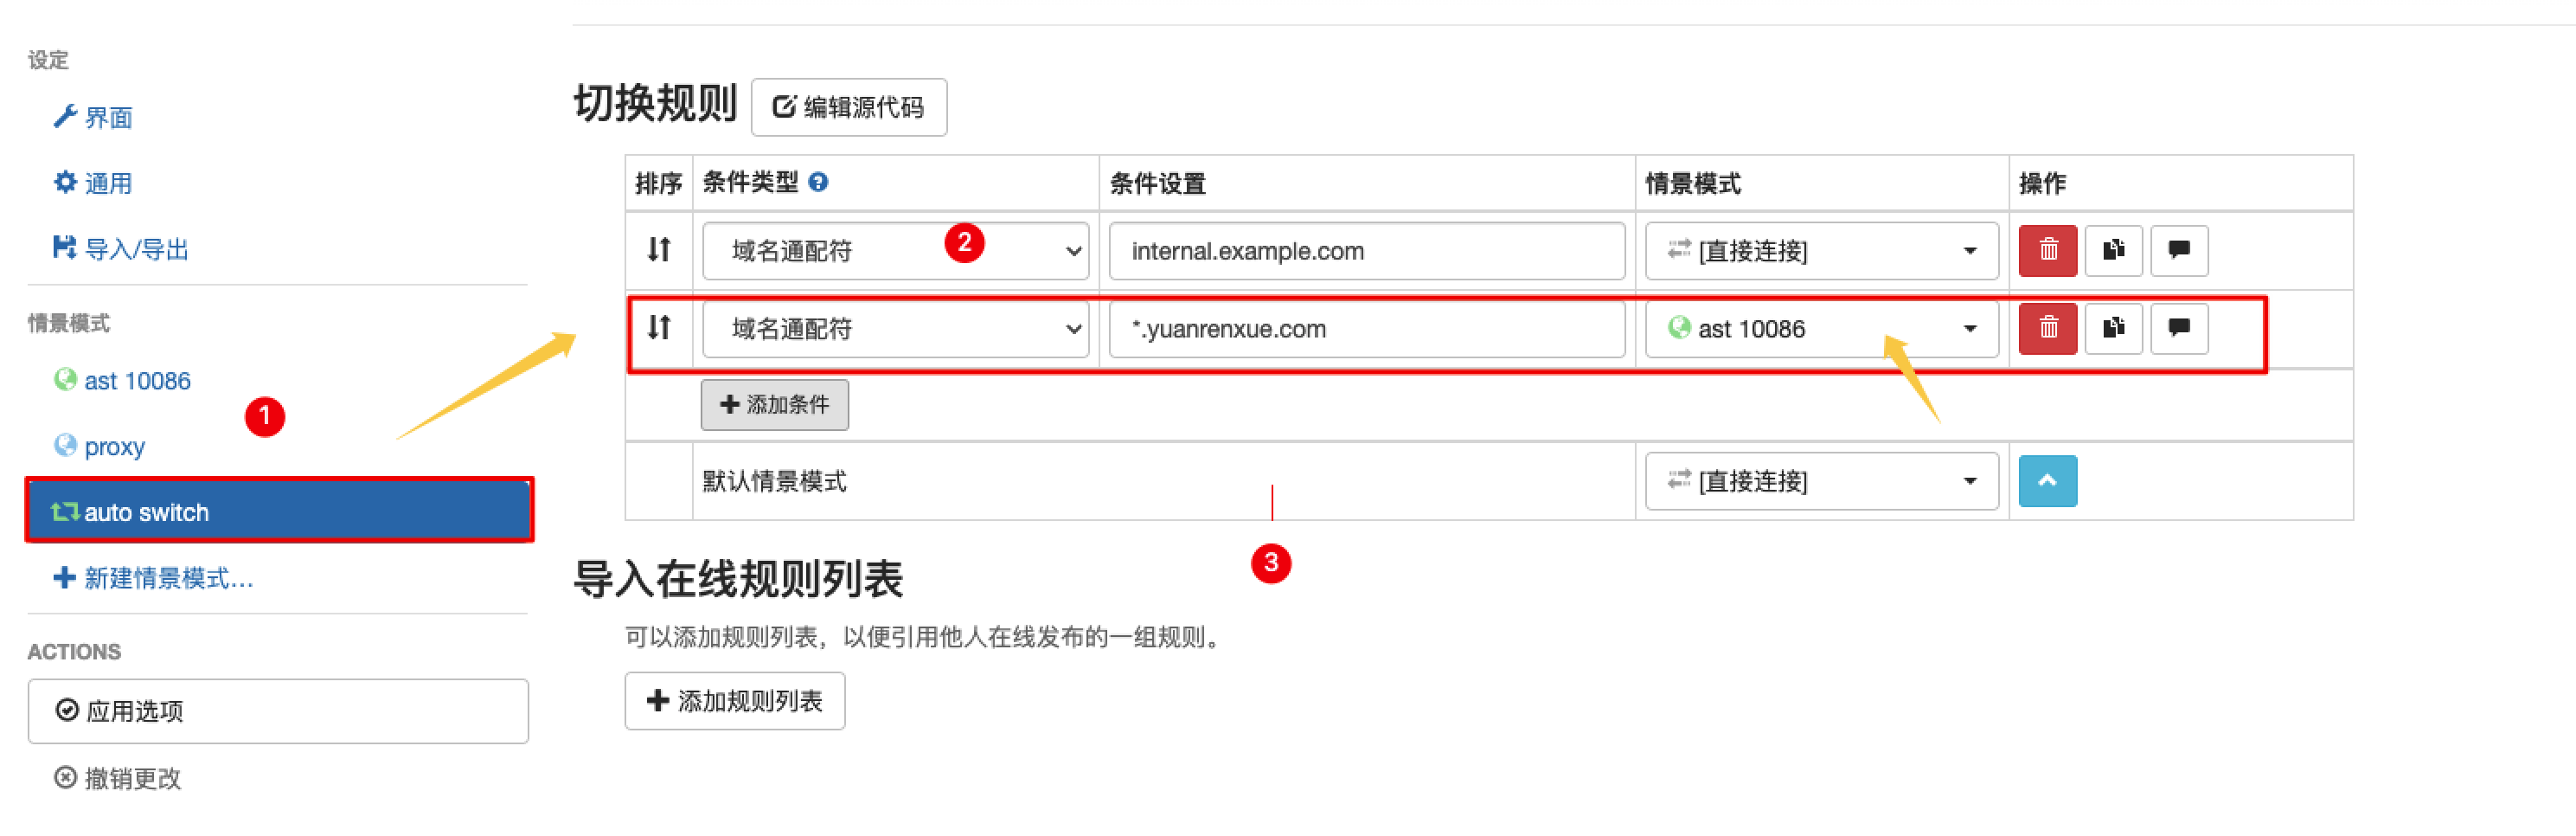 设定
界面
通用
导入/导出
情景模式
ast 10086
1
proxy
auto switch
新建情景模式...
ACTIONS
应用选项
撤销更改
切换规则 编辑源代码
排序 条件类型 条件设置 情景模式 操作
域名通配符 2 internal.example.com [直接连接]
域名通配符 *.yuanrenxue.com ast 10086
添加条件
默认情景模式 [直接连接]
3
导入在线规则列表
可以添加规则列表，以便引用他人在线发布的一组规则。
添加规则列表